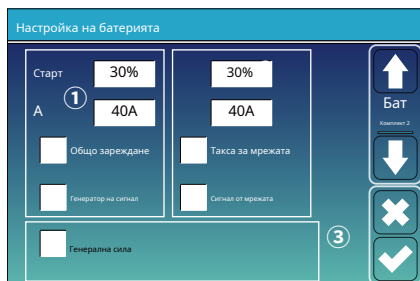 Настройка на батерията
Старт 30% 30%
A 40A 40A
①
Общо зареждане Такса за мрежата
Генератор на сигнал Сигнал от мрежата
Генерална сила
③
Бат
Комплект 2